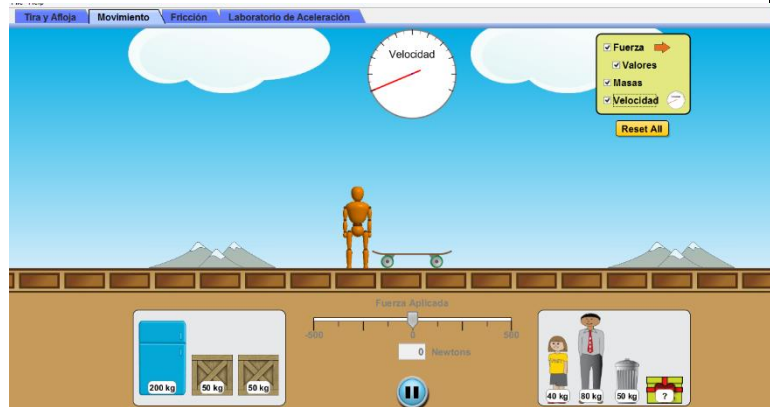 Tira y Afloja
Movimiento
Fricción
Laboratorio de Aceleración
Velocidad
Fuerza
Valores
Masas
Velocidad
Reset All
Fuerza Aplicada
-500 0 500
0 Newtons
200 kg
50 kg
50 kg
40 kg
80 kg
50 kg
?